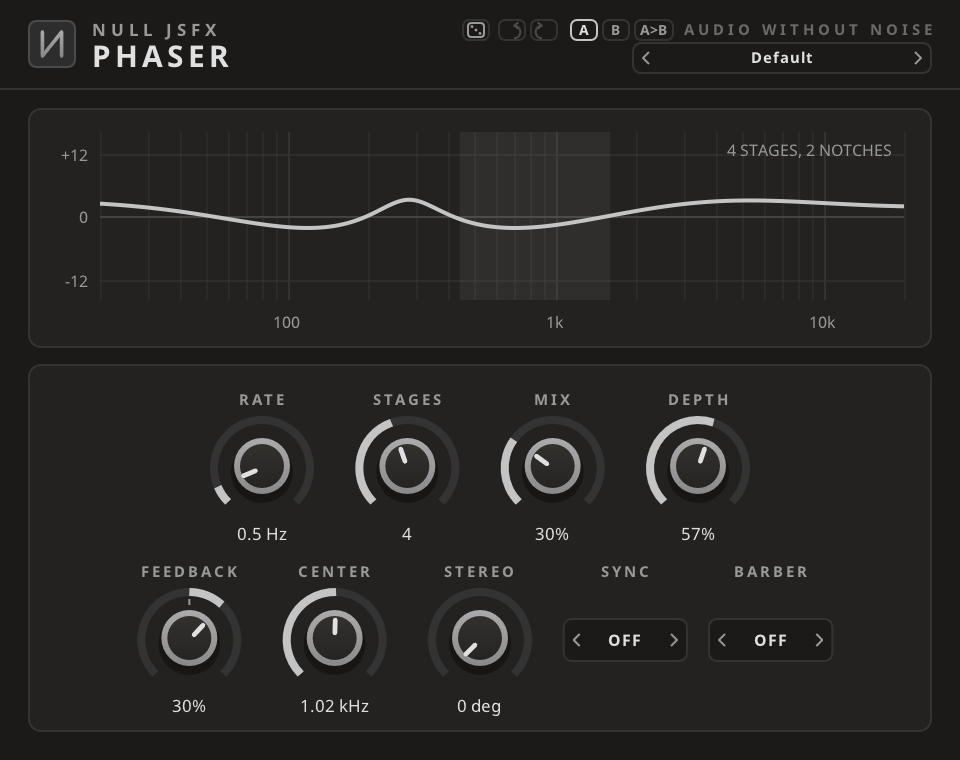 NULL JSFX
PHASER
A B A>B AUDIO WITHOUT NOISE
Default
4 STAGES, 2 NOTCHES
+12
0
-12
100 1k 10k
RATE STAGES MIX DEPTH
0.5 Hz 4 30% 57%
FEEDBACK CENTER STEREO SYNC BARBER
OFF OFF
30% 1.02 kHz 0 deg